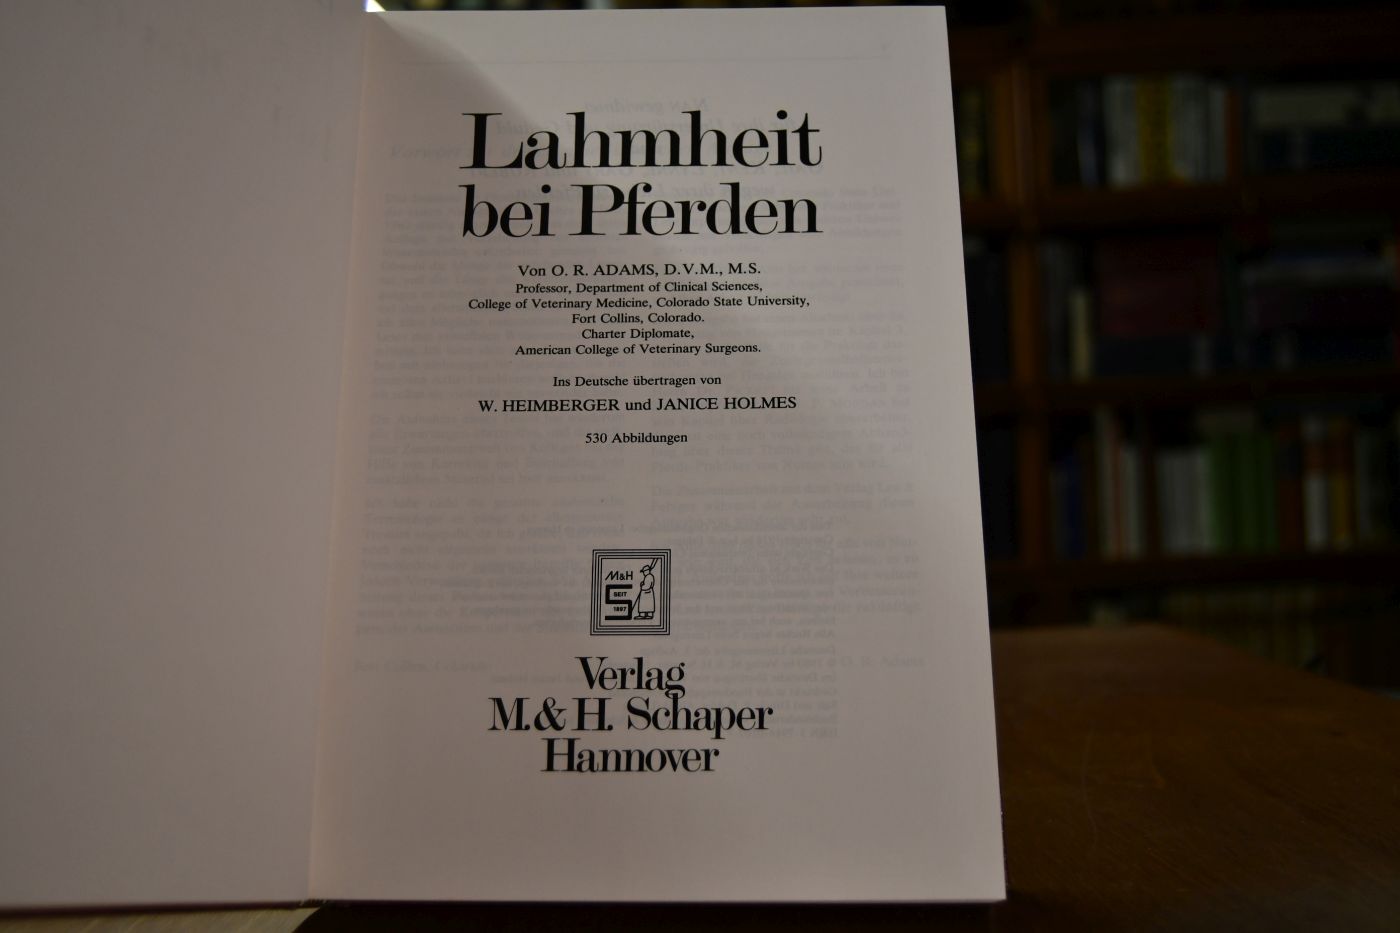 Lahmheit
bei Pferden
Von O. R. ADAMS, D.V.M., M.S.
Professor, Department of Clinical Sciences,
College of Veterinary Medicine, Colorado State University,
Fort Collins, Colorado.
Charter Diplomate,
American College of Veterinary Surgeons.
Ins Deutsche übertragen von
W. HEIMBERGER und JANICE HOLMES
530 Abbildungen
M&H
S
SEIT
1897
Verlag
M.&H. Schaper
Hannover